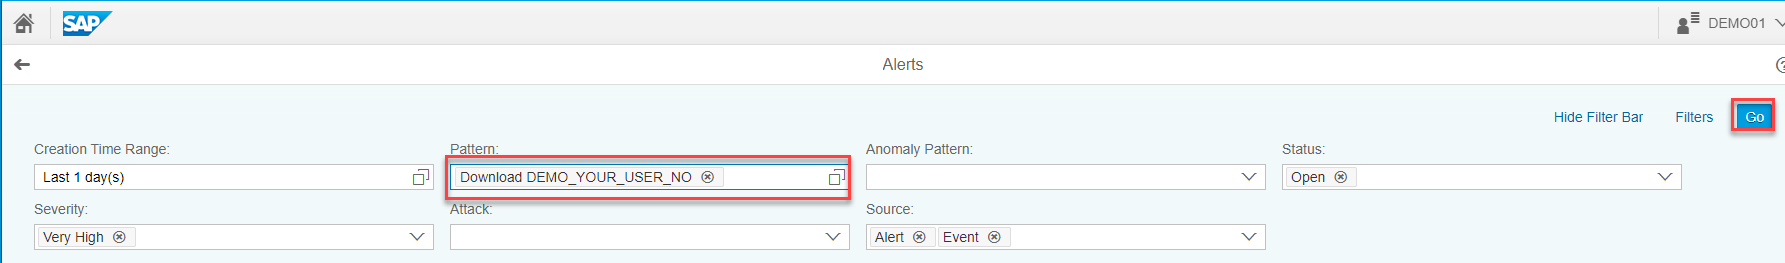 SAP DEMO01
Alerts
Hide Filter Bar Filters Go
Creation Time Range: Pattern: Anomaly Pattern: Status:
Last 1 day(s) Download DEMO_YOUR_USER_NO Open
Severity: Attack: Source:
Very High Alert Event